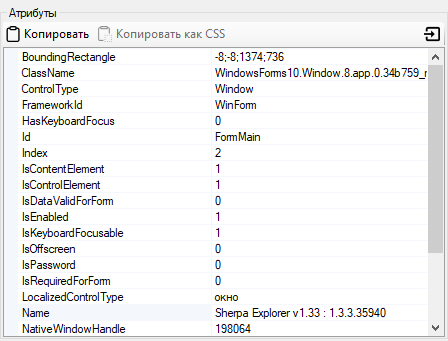 Атрибуты
Копировать Копировать как CSS
BoundingRectangle -8;-8;1374;736
ClassName WindowsForms10.Window.8.app.0.34b759_r
ControlType Window
FrameworkId WinForm
HasKeyboardFocus 0
Id FormMain
Index 2
IsContentElement 1
IsControlElement 1
IsDataValidForForm 0
IsEnabled 1
IsKeyboardFocusable 1
IsOffscreen 0
IsPassword 0
IsRequiredForForm 0
LocalizedControlType окно
Name Sherpa Explorer v1.33 : 1.3.3.35940
NativeWindowHandle 198064